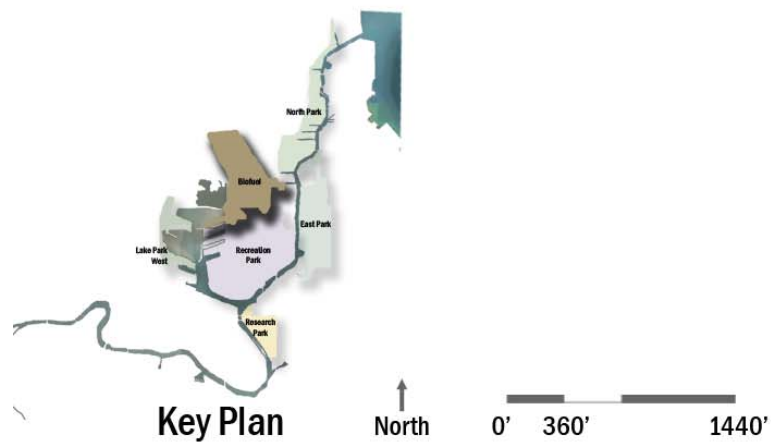 North Park
Biofuel
East Park
Lake Park
West
Recreation
Park
Research
Park
Key Plan
North
0' 360' 1440'